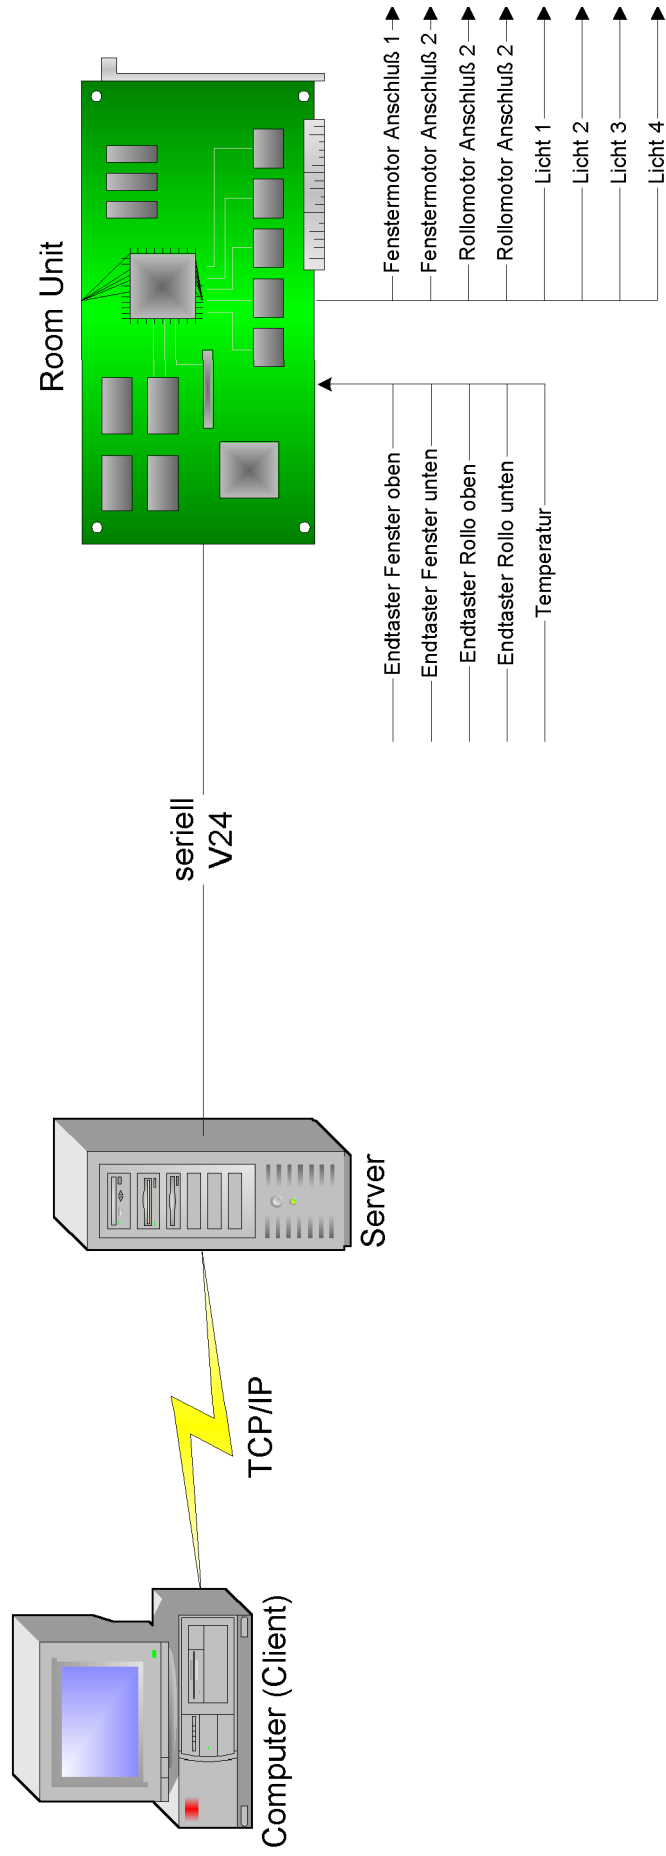 Room Unit
seriell
V24
Server
TCP/IP
Computer (Client)
Fenstermotor Anschluß 1
Fenstermotor Anschluß 2
Rollomotor Anschluß 2
Rollomotor Anschluß 2
Licht 1
Licht 2
Licht 3
Licht 4
Endtaster Fenster oben
Endtaster Fenster unten
Endtaster Rollo oben
Endtaster Rollo unten
Temperatur